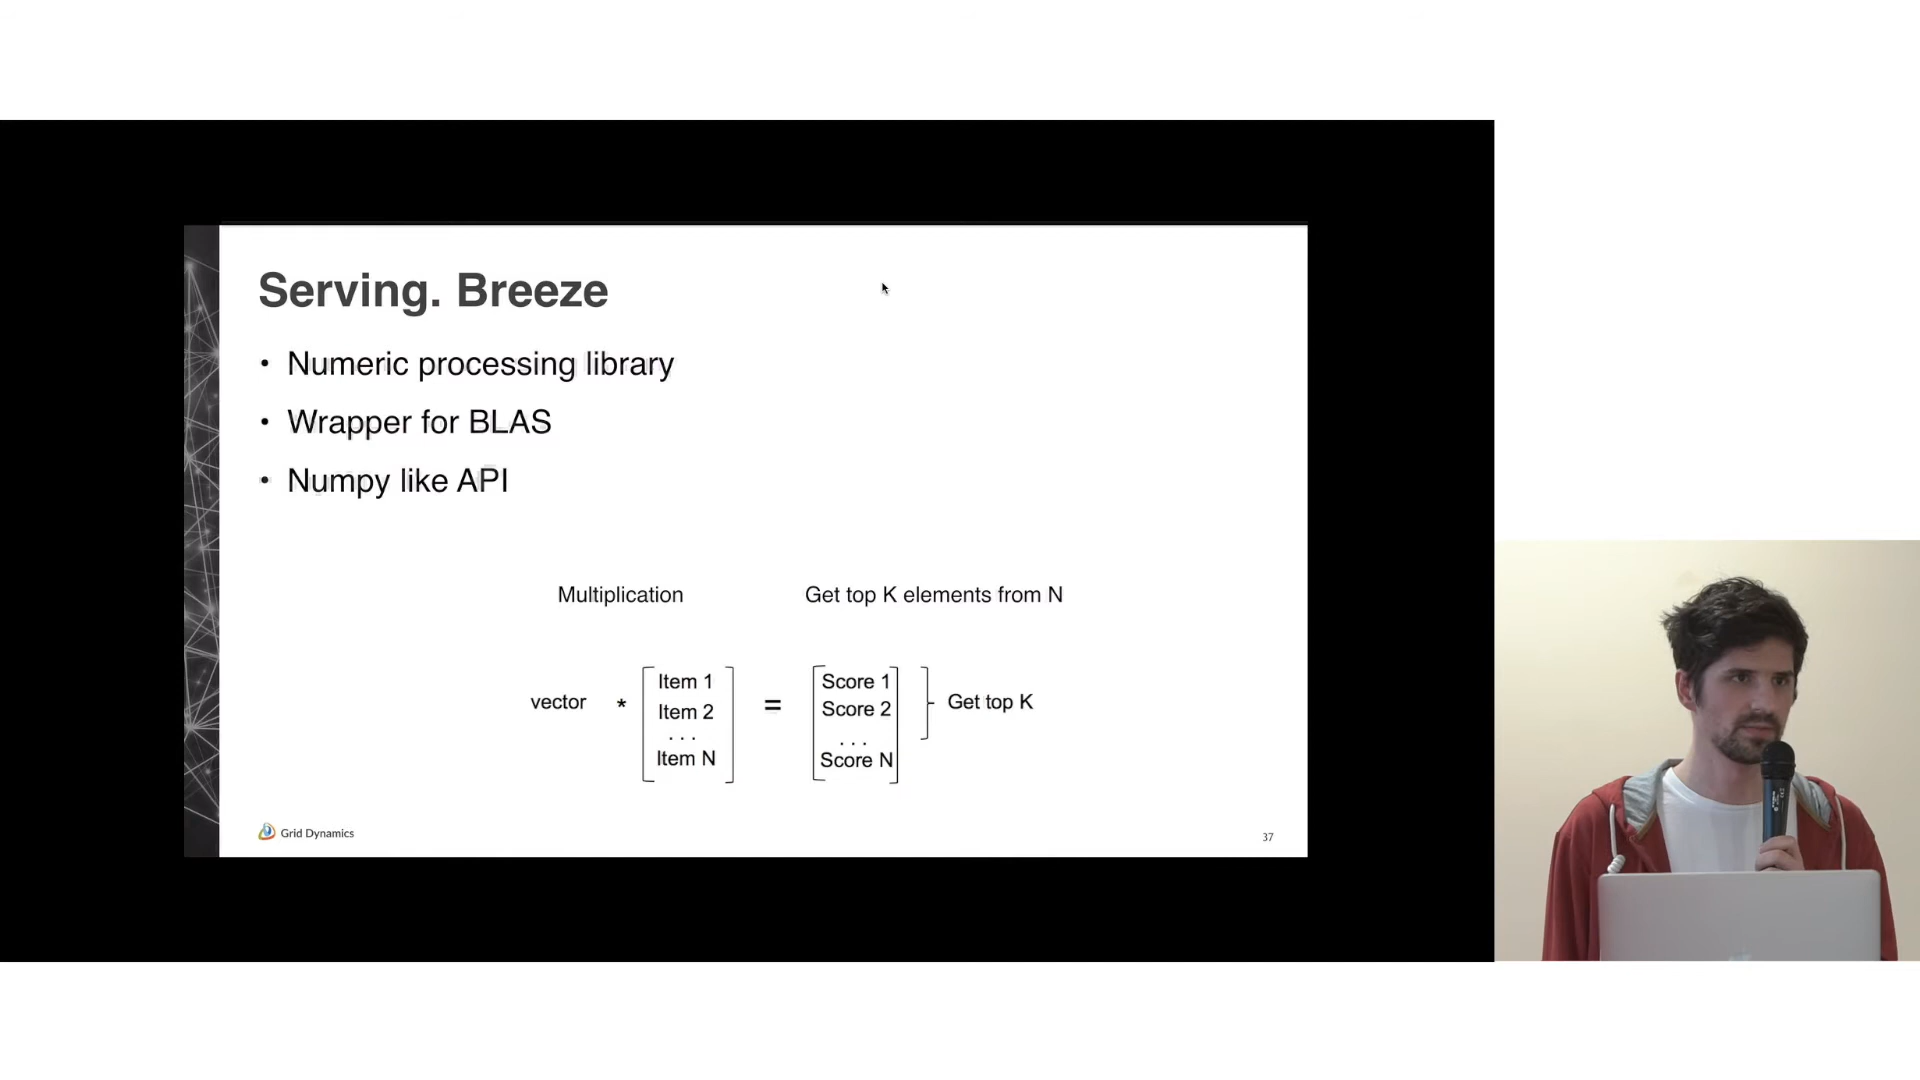 Serving. Breeze
• Numeric processing library
• Wrapper for BLAS
• Numpy like API
Multiplication
Get top K elements from N
vector * Item 1 = Score 1 Get top K
Item 2 Score 2
. . . . . .
Item N Score N
Grid Dynamics
37